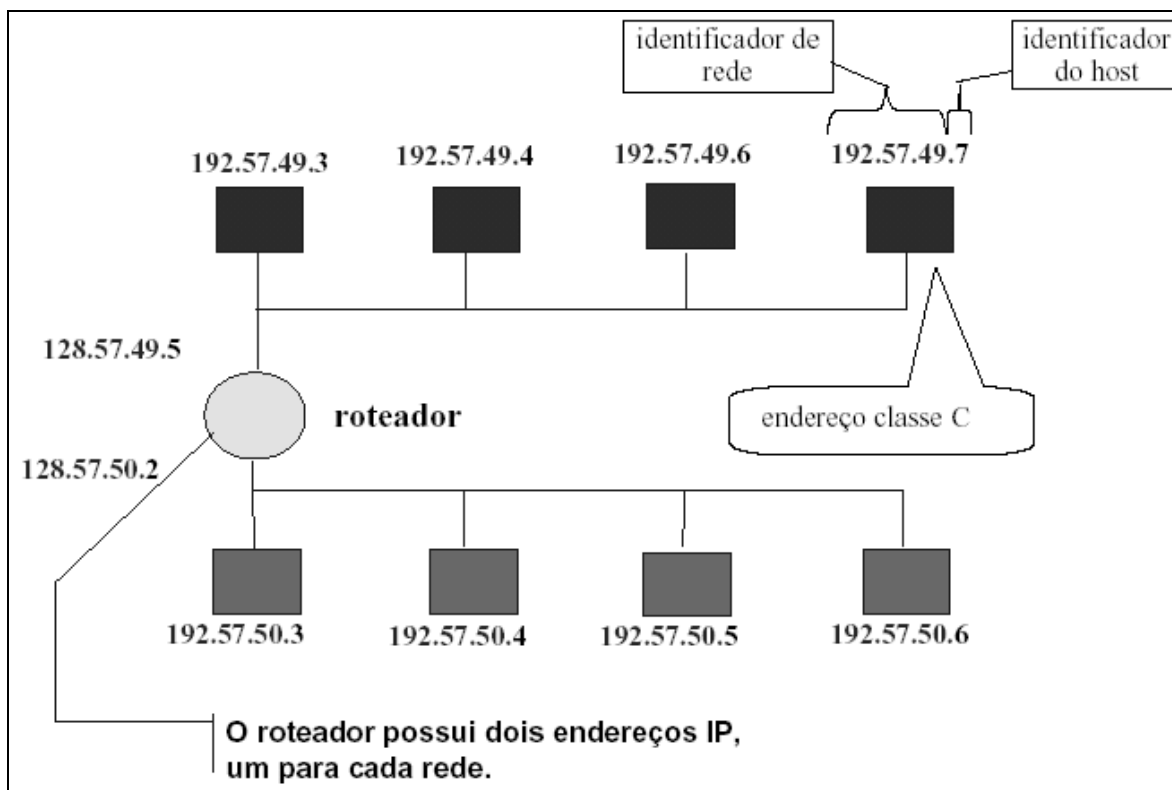 identificador de
rede
identificador
do host
192.57.49.3
192.57.49.4
192.57.49.6
192.57.49.7
128.57.49.5
roteador
endereço classe C
128.57.50.2
192.57.50.3
192.57.50.4
192.57.50.5
192.57.50.6
O roteador possui dois endereços IP,
um para cada rede.